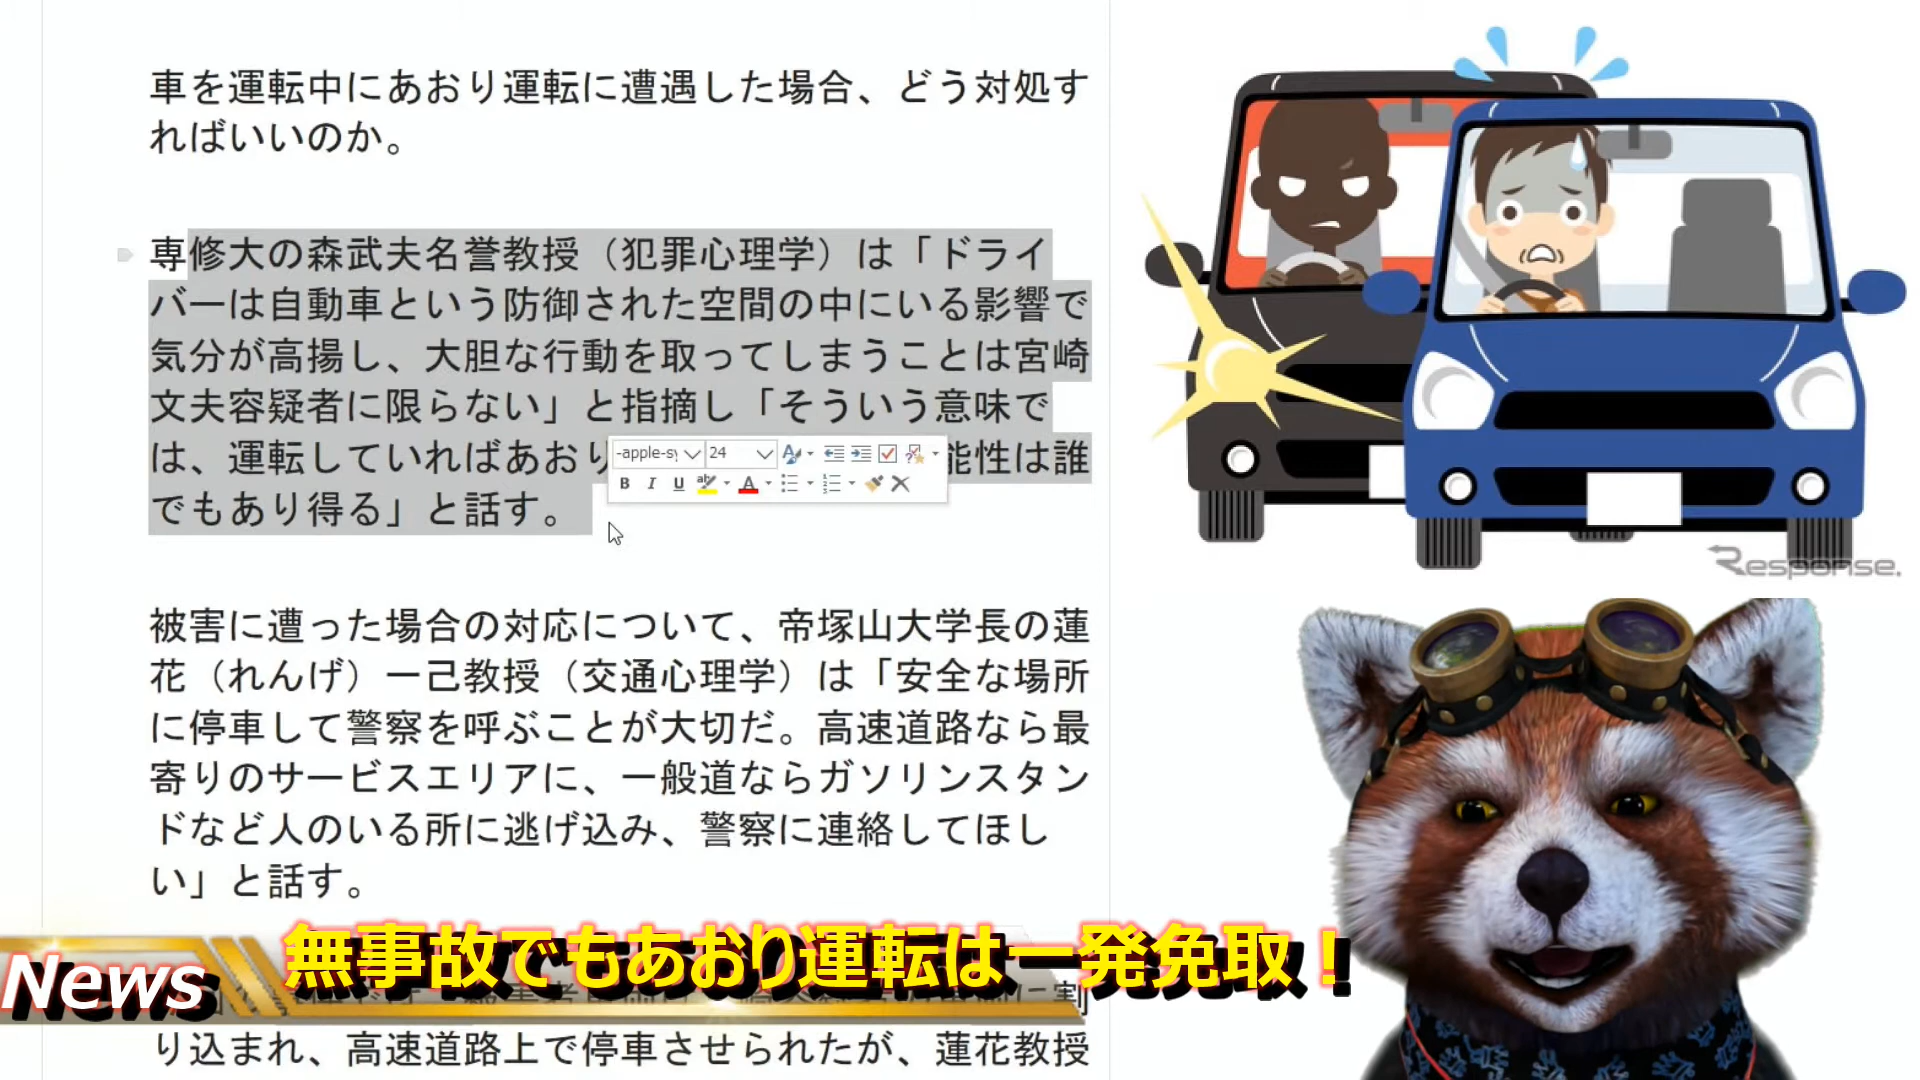 車を運転中にあおり運転に遭遇した場合、どう対処す
ればいいのか。
専修大の森武夫名誉教授（犯罪心理学）は「ドライ
バーは自動車という防御された空間の中にいる影響で
気分が高揚し、大胆な行動を取ってしまうことは宮崎
文夫容疑者に限らない」と指摘し「そういう意味で
は、運転していればあおり
能性は誰
でもあり得る」と話す。
-apple-sy
24
B I U ab A
被害に遭った場合の対応について、帝塚山大学長の蓮
花（れんげ）一己教授（交通心理学）は「安全な場所
に停車して警察を呼ぶことが大切だ。高速道路なら最
寄りのサービスエリアに、一般道ならガソリンスタン
ドなど人のいる所に逃げ込み、警察に連絡してほし
い」と話す。
News
無事故でもあおり運転は一発免取！
に割
り込まれ、高速道路上で停車させられたが、蓮花教授
Response.